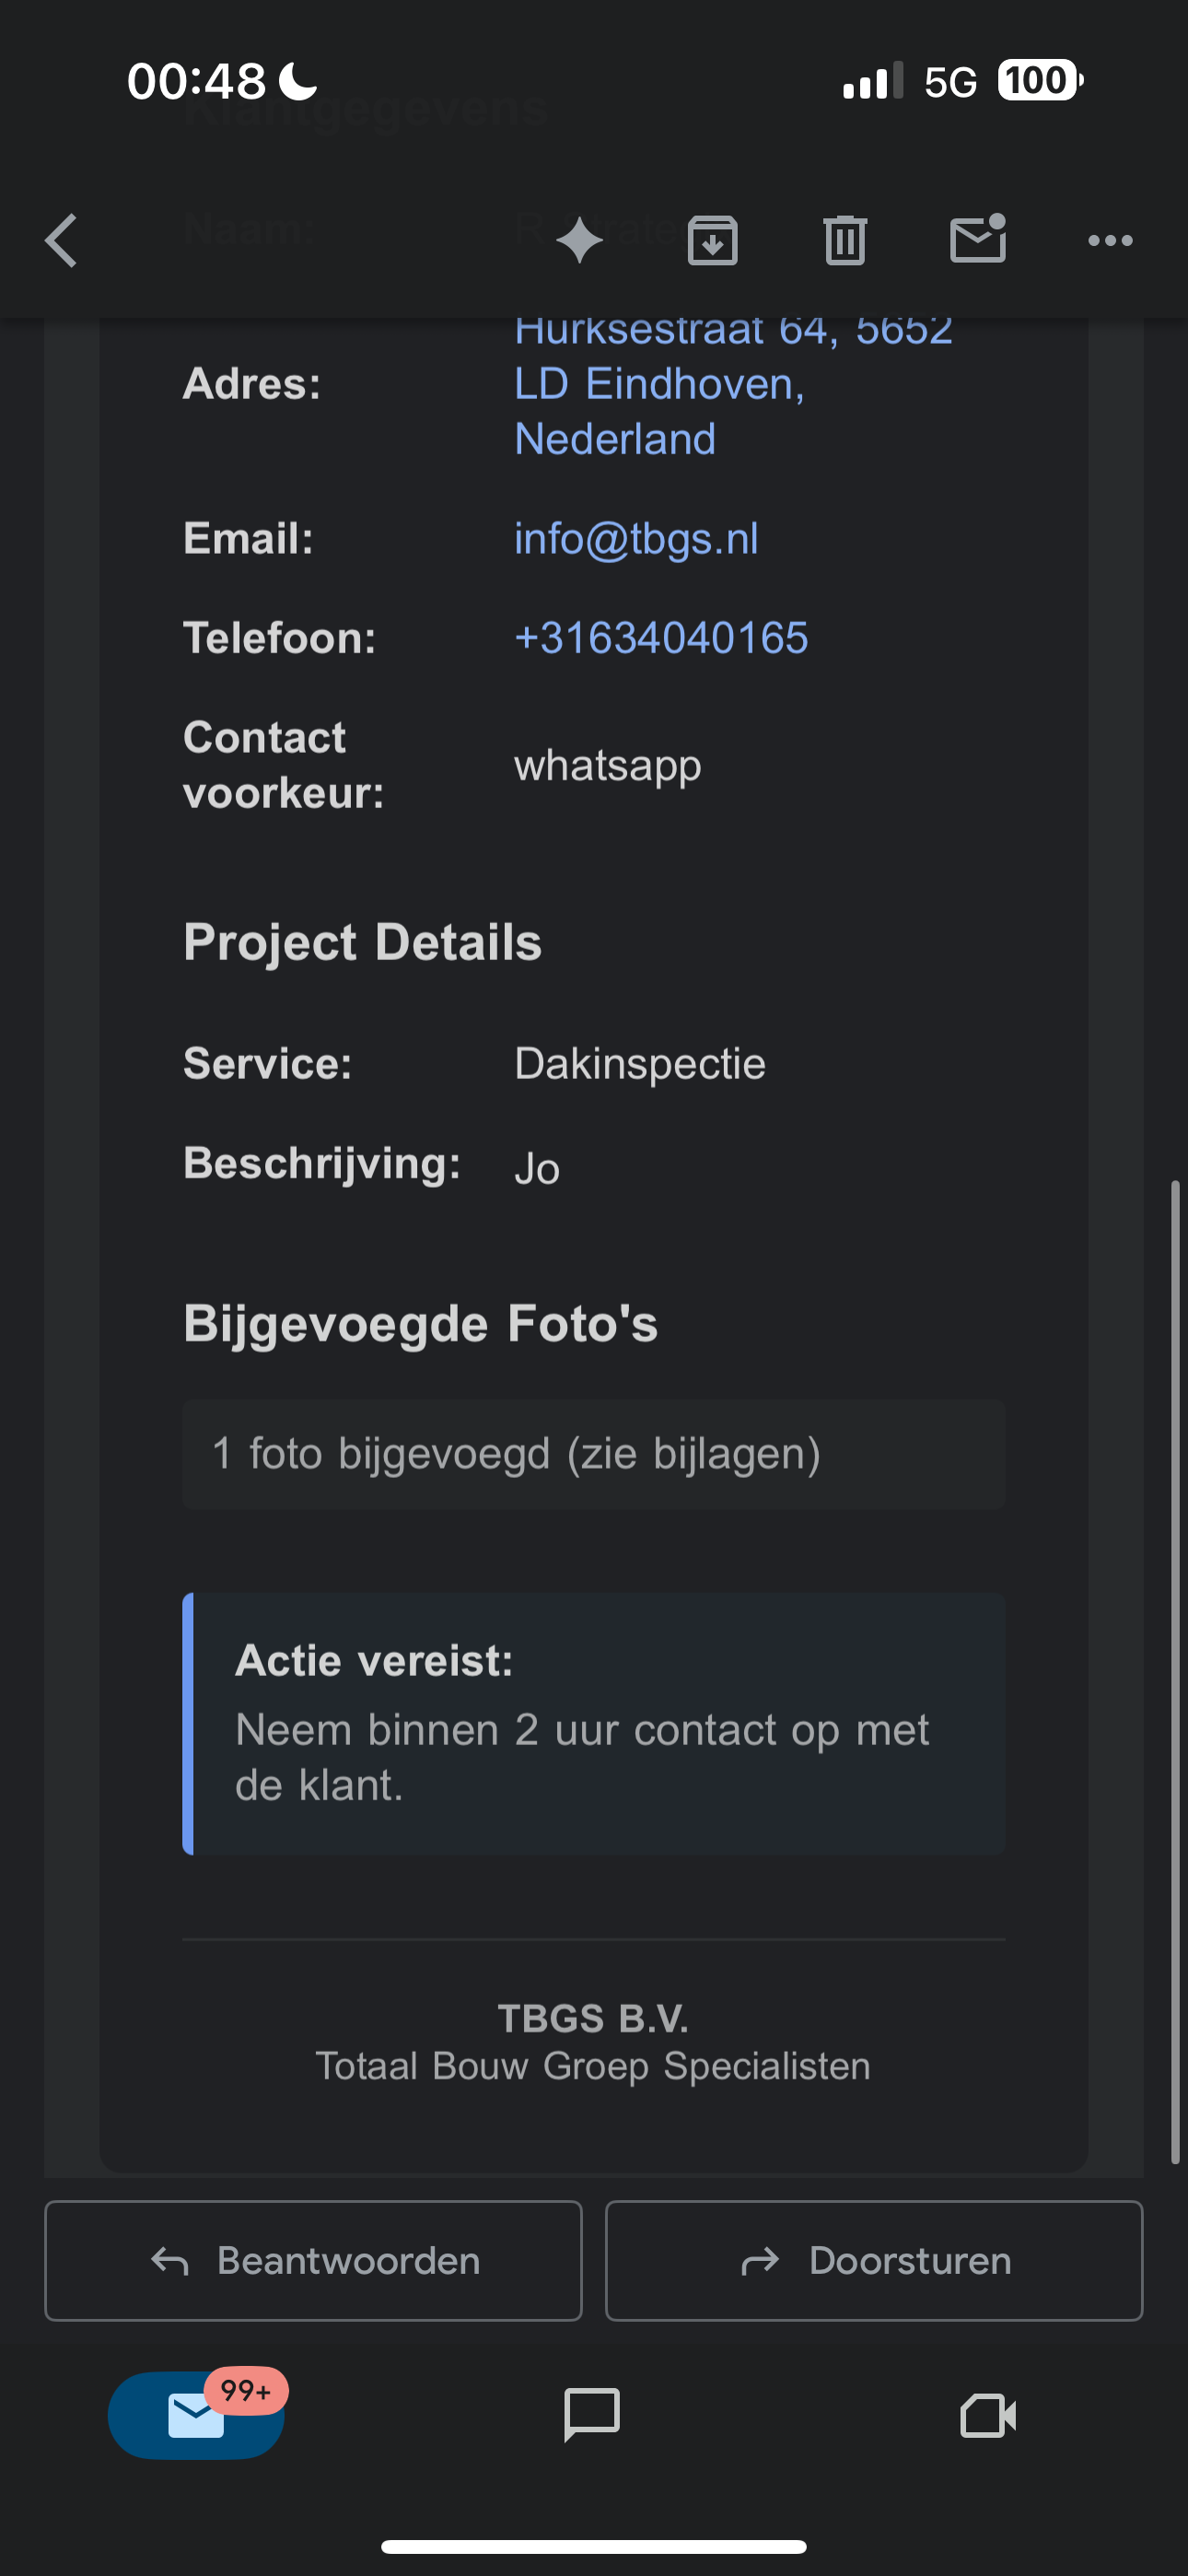 00:48
5G
100
Klantgegevens
Naam:
Hurksestraat 64, 5652
Adres:
LD Eindhoven,
Nederland
Email:
info@tbgs.nl
Telefoon:
+31634040165
Contact
voorkeur:
whatsapp
Project Details
Service:
Dakinspectie
Beschrijving:
Jo
Bijgevoegde Foto's
1 foto bijgevoegd (zie bijlagen)
Actie vereist:
Neem binnen 2 uur contact op met
de klant.
TBGS B.V.
Totaal Bouw Groep Specialisten
Beantwoorden
Doorsturen
99+